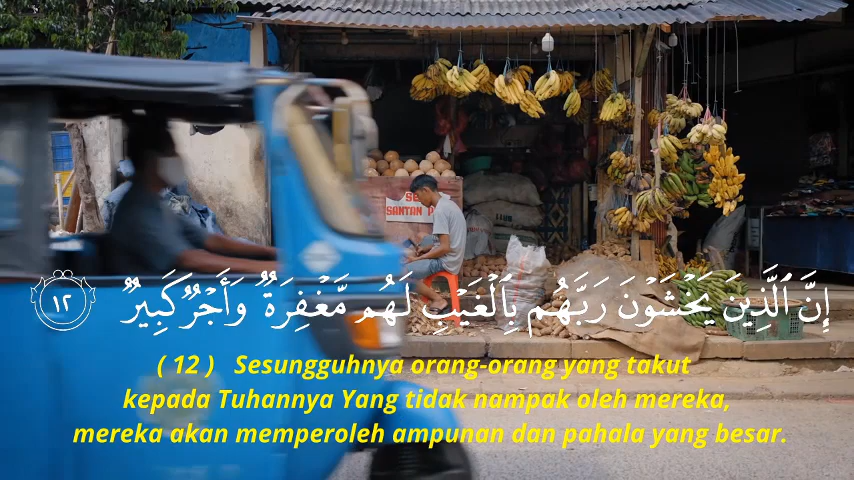 SANTAN
إِنَّ ٱلَّذِينَ يَخْشَوْنَ رَبَّهُم بِٱلْغَيْبِ لَهُم مَّغْفِرَةٌ وَأَجْرٌ كَبِيرٌ ١٢
( 12 ) Sesungguhnya orang-orang yang takut
kepada Tuhannya Yang tidak nampak oleh mereka,
mereka akan memperoleh ampunan dan pahala yang besar.